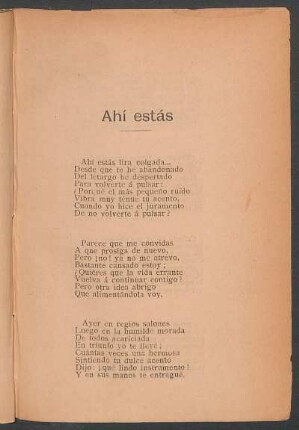 Ahí estás
Ahí estás lira colgada...
Desde que te he abandonado
Del letargo he despertado
Para volverte á pulsar:
¿Porqué el más pequeño ruido
Vibra muy ténue tu acento,
Cuando yo hice el juramento
De no volverte á pulsar?
Parece que me convidas
A que prosiga de nuevo,
Pero ¡no! ya no me atrevo,
Bastante cansado estoy;
¿Quiéres que la vida errante
Vuelva á continuar contigo?
Pero otra idea abrigo
Que alimentándola voy.
Ayer en regios salones
Luego en la humilde morada
De todos acariciada
En triunfo yo te llevé;
Cuántas veces una hermosa
Sintiendo tu dulce acento
Dijo: ¡qué lindo instrumento!
Y en sus manos te entregué.